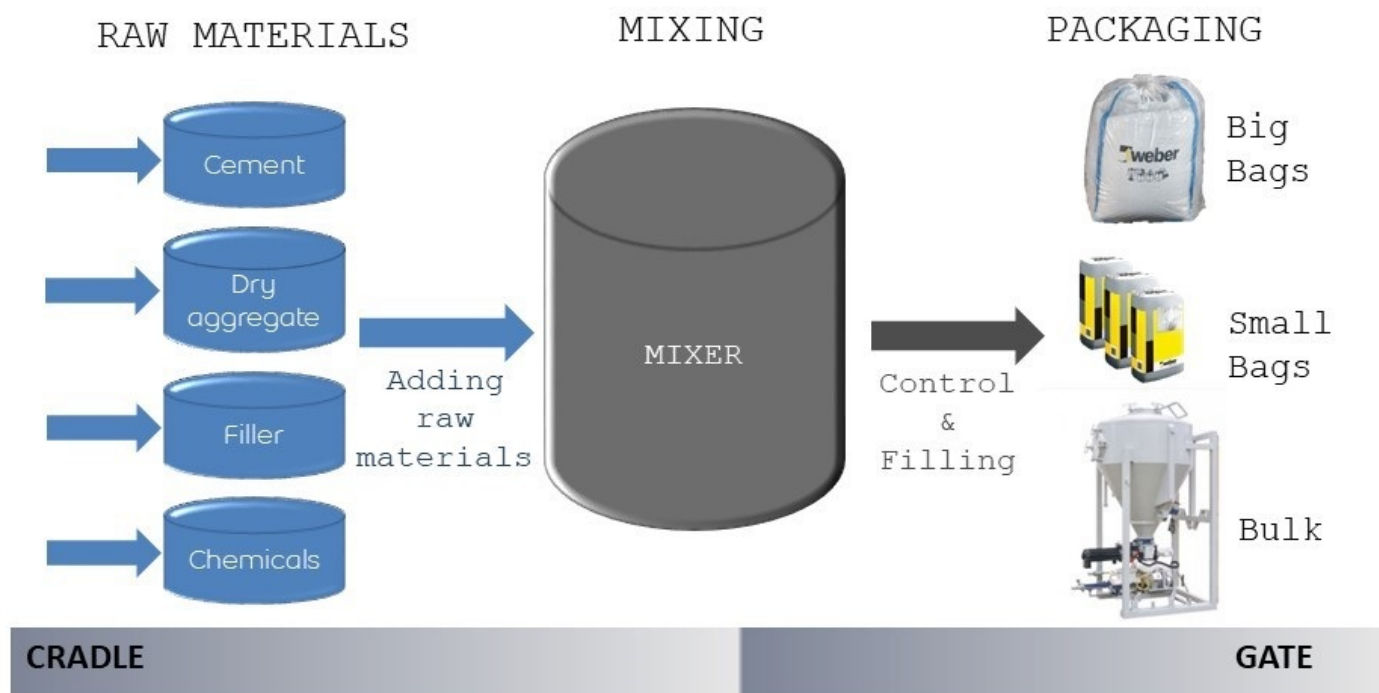 RAW MATERIALS
MIXING
PACKAGING
Cement
Dry
aggregate
Filler
Chemicals
Adding
raw
materials
MIXER
Control
&
Filling
weber
Big
Bags
Small
Bags
Bulk
CRADLE
GATE